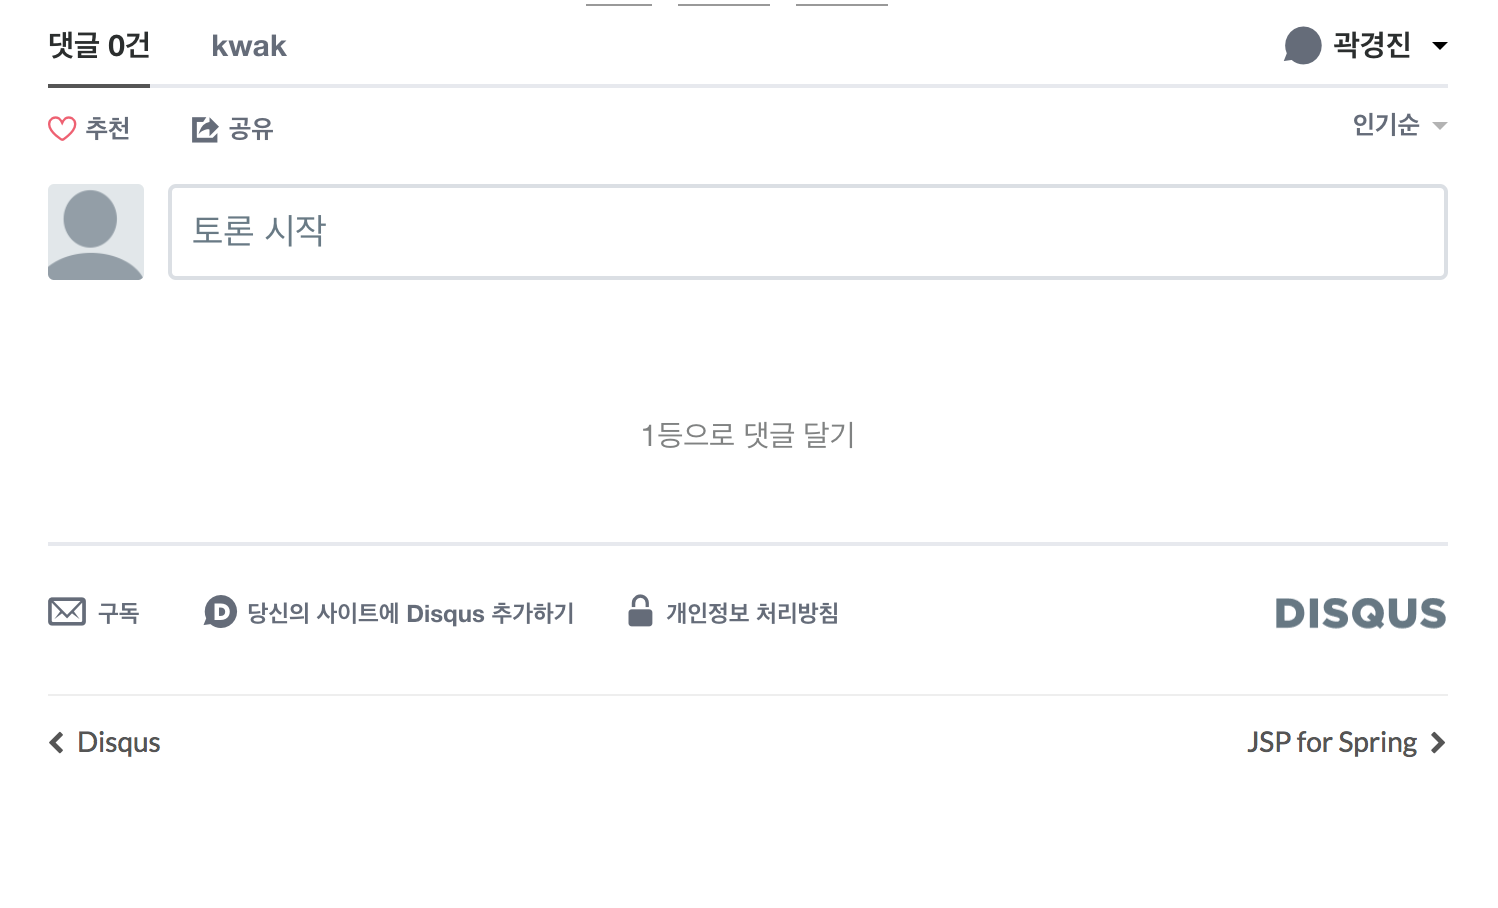 댓글 0건 kwak 곽경진
추천 공유 인기순
토론 시작
1등으로 댓글 달기
구독 D 당신의 사이트에 Disqus 추가하기 개인정보 처리방침 DISQUS
Disqus JSP for Spring